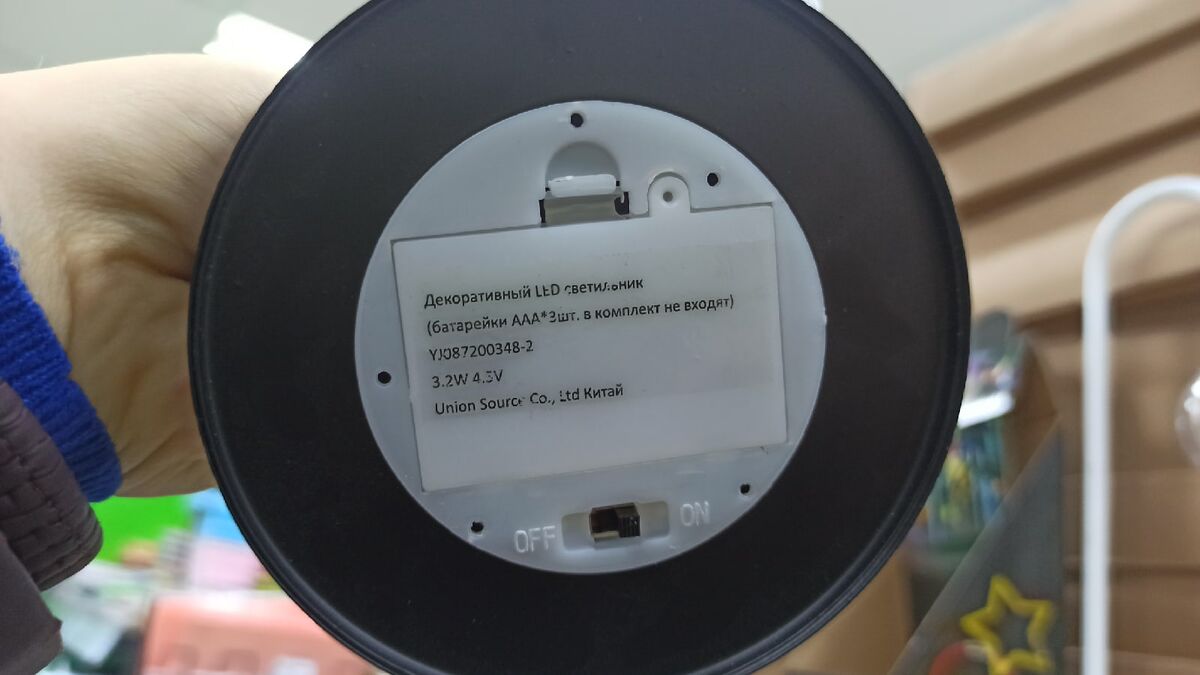 Декоративный LED светильник
(батарейки AAA*3шт. в комплект не входят)
YJ087200348-2
3.2W 4.5V
Union Source Co., Ltd Китай
OFF ON